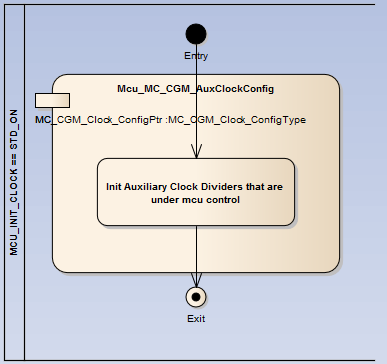 Entry
Mcu_MC_CGM_AuxClockConfig
MC_CGM_Clock_ConfigPtr :MC_CGM_Clock_ConfigType
Init Auxiliary Clock Dividers that are
under mcu control
Exit
MCU_INIT_CLOCK == STD_ON